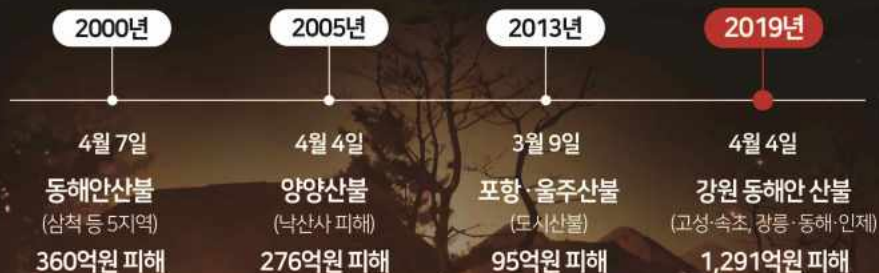 2000년
2005년
2013년
2019년
4월 7일
4월 4일
3월 9일
4월 4일
동해안산불
양양산불
포항·울주산불
강원 동해안 산불
(삼척 등 5지역)
(낙산사 피해)
(도시산불)
(고성·속초, 강릉·동해·인제)
360억원 피해
276억원 피해
95억원 피해
1,291억원 피해